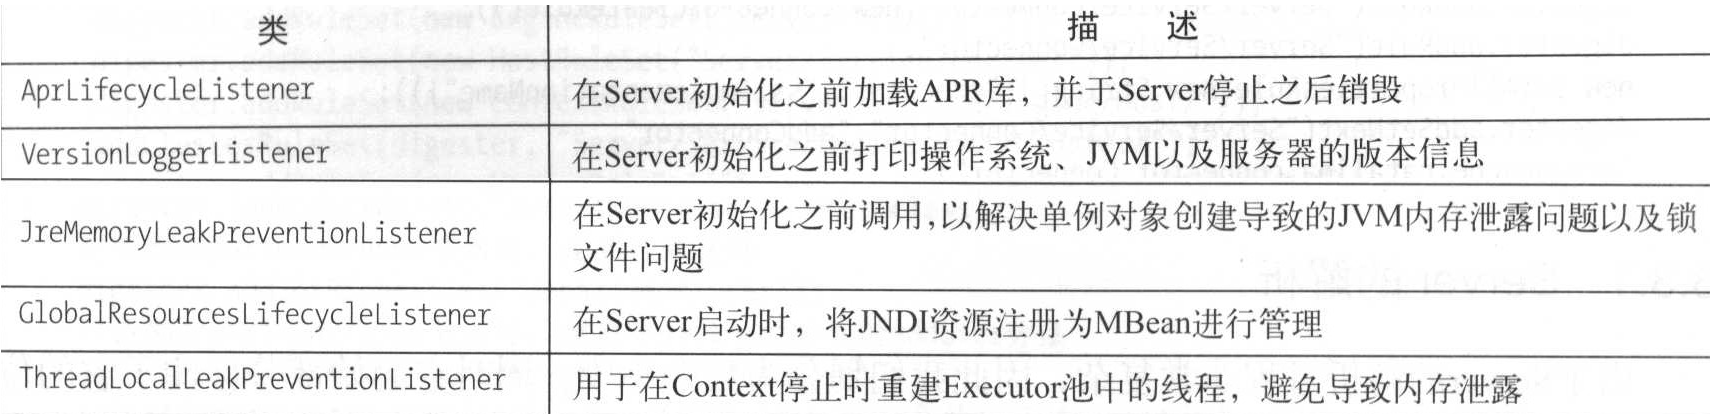 类 描 述
AprLifecycleListener 在Server初始化之前加载APR库，并于Server停止之后销毁
VersionLoggerListener 在Server初始化之前打印操作系统、JVM以及服务器的版本信息
JreMemoryLeakPreventionListener 在Server初始化之前调用，以解决单例对象创建导致的JVM内存泄露问题以及锁
文件问题
GlobalResourcesLifecycleListener 在Server启动时，将JNDI资源注册为MBean进行管理
ThreadLocalLeakPreventionListener 用于在Context停止时重建Executor池中的线程，避免导致内存泄露